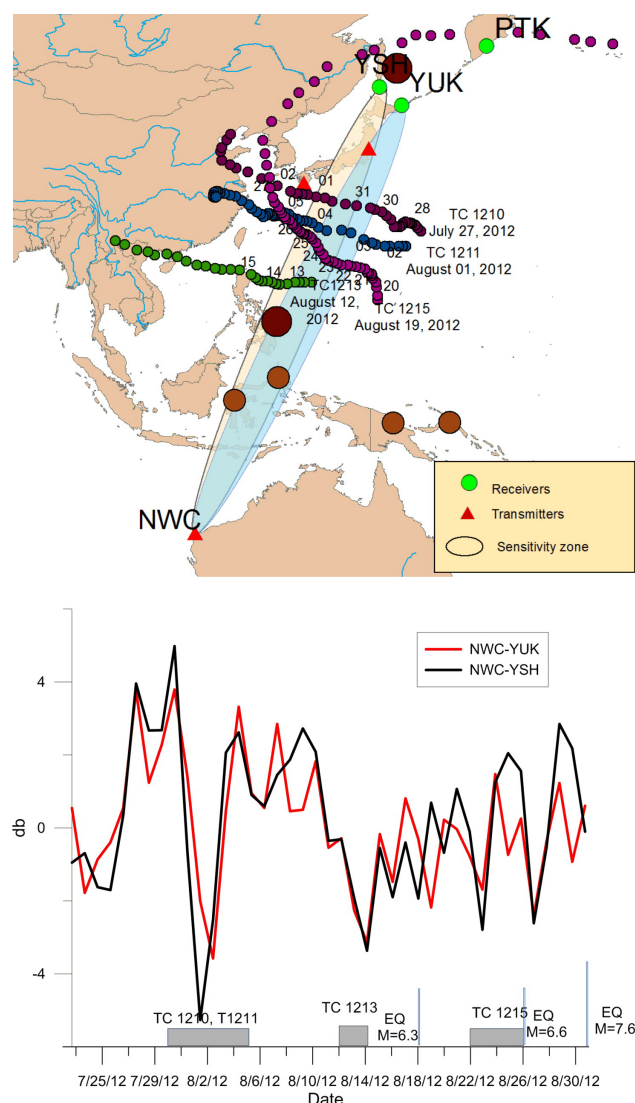 PTK
YSH
YUK
02
01
27
31
30
28
05
04
TC 1210
July 27, 2012
26
25
03
02
TC 1211
August 01, 2012
24
23
22
21
20
15
14
13
TC1213
August 12,
2012
TC 1215
August 19, 2012
NWC
Receivers
Transmitters
Sensitivity zone
NWC-YUK
NWC-YSH
4
0
-4
db
TC 1210, T1211
TC 1213
EQ
M=6.3
TC 1215
EQ
M=6.6
EQ
M=7.6
7/25/12 7/29/12 8/2/12 8/6/12 8/10/12 8/14/12 8/18/12 8/22/12 8/26/12 8/30/12
Date